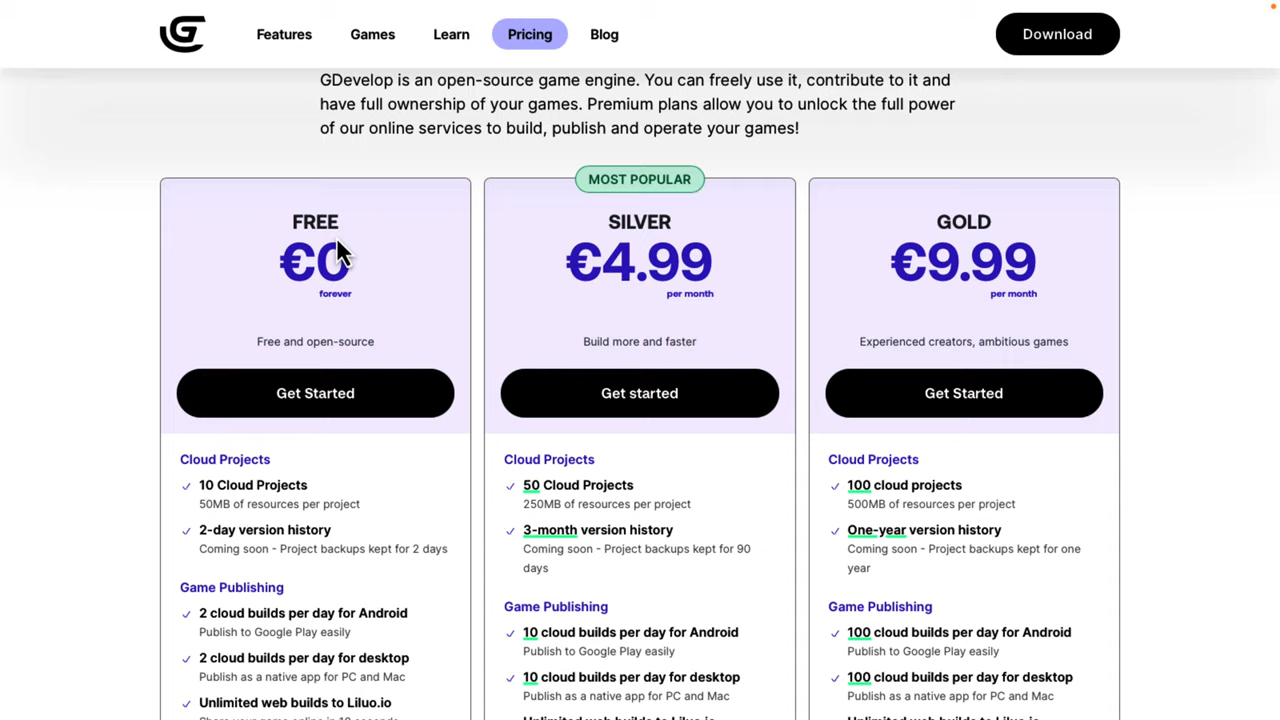 Features
Games
Learn
Pricing
Blog
Download
GDevelop is an open-source game engine. You can freely use it, contribute to it and
have full ownership of your games. Premium plans allow you to unlock the full power
of our online services to build, publish and operate your games!
FREE
€0
forever
Free and open-source
Get Started
Cloud Projects
10 Cloud Projects
50MB of resources per project
2-day version history
Coming soon - Project backups kept for 2 days
Game Publishing
2 cloud builds per day for Android
Publish to Google Play easily
2 cloud builds per day for desktop
Publish as a native app for PC and Mac
Unlimited web builds to Liluo.io
MOST POPULAR
SILVER
€4.99
per month
Build more and faster
Get started
Cloud Projects
50 Cloud Projects
250MB of resources per project
3-month version history
Coming soon - Project backups kept for 90
days
Game Publishing
10 cloud builds per day for Android
Publish to Google Play easily
10 cloud builds per day for desktop
Publish as a native app for PC and Mac
GOLD
€9.99
per month
Experienced creators, ambitious games
Get Started
Cloud Projects
100 cloud projects
500MB of resources per project
One-year version history
Coming soon - Project backups kept for one
year
Game Publishing
100 cloud builds per day for Android
Publish to Google Play easily
100 cloud builds per day for desktop
Publish as a native app for PC and Mac